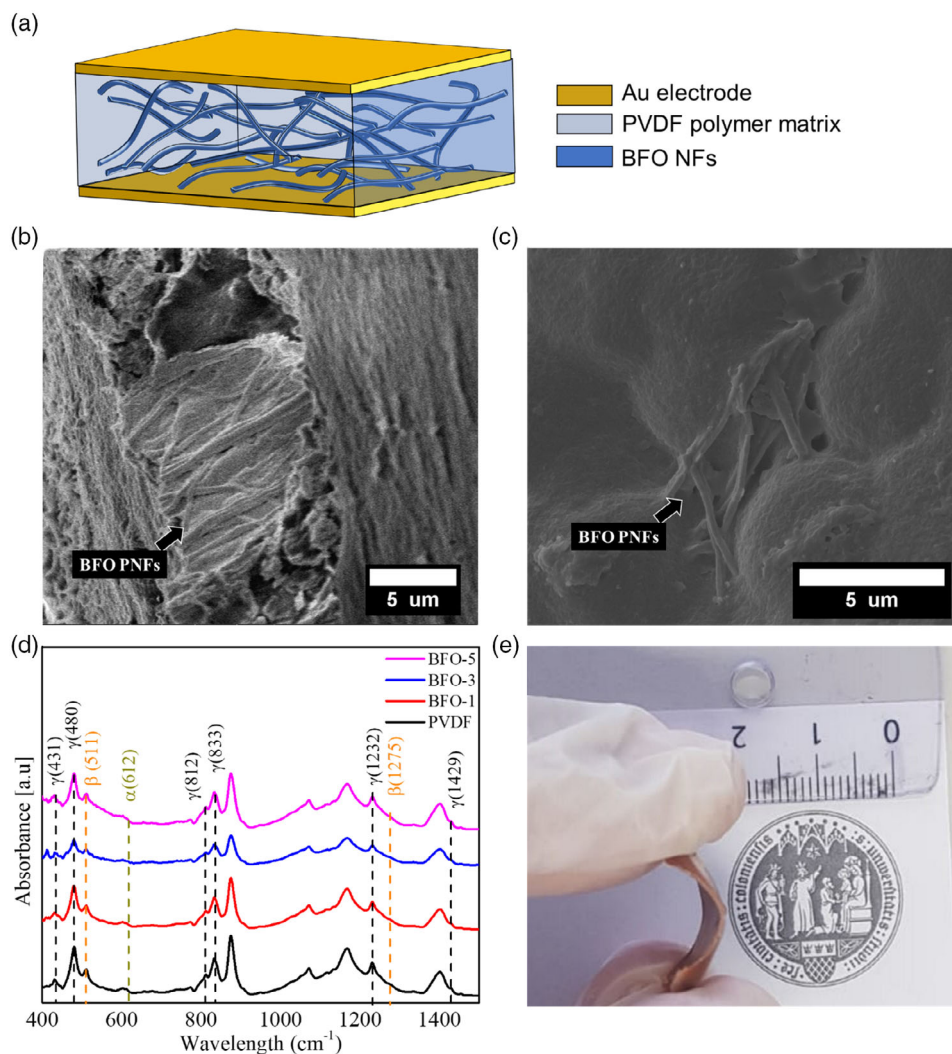 (a)
Au electrode
PVDF polymer matrix
BFO NFs
(b)
BFO PNFs
5 um
(c)
BFO PNFs
5 um
(d)
BFO-5
BFO-3
BFO-1
PVDF
γ(431)
γ(480)
β (511)
α(612)
γ(812)
γ(833)
γ(1232)
β(1275)
γ(1429)
Absorbance [a.u]
400 600 800 1000 1200 1400
Wavelength (cm⁻¹)
(e)
2 1 0